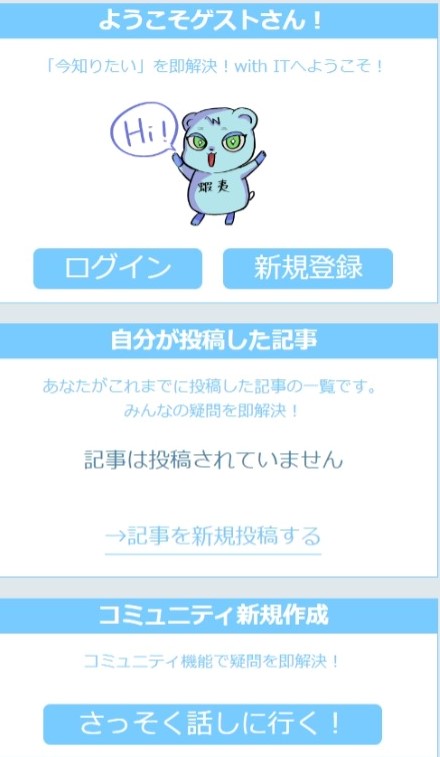 ようこそゲストさん！
「今知りたい」を即解決！with ITへようこそ！
Hi!
W
蝦夷
ログイン
新規登録
自分が投稿した記事
あなたがこれまでに投稿した記事の一覧です。
みんなの疑問を即解決！
記事は投稿されていません
→記事を新規投稿する
コミュニティ新規作成
コミュニティ機能で疑問を即解決！
さっそく話しに行く！